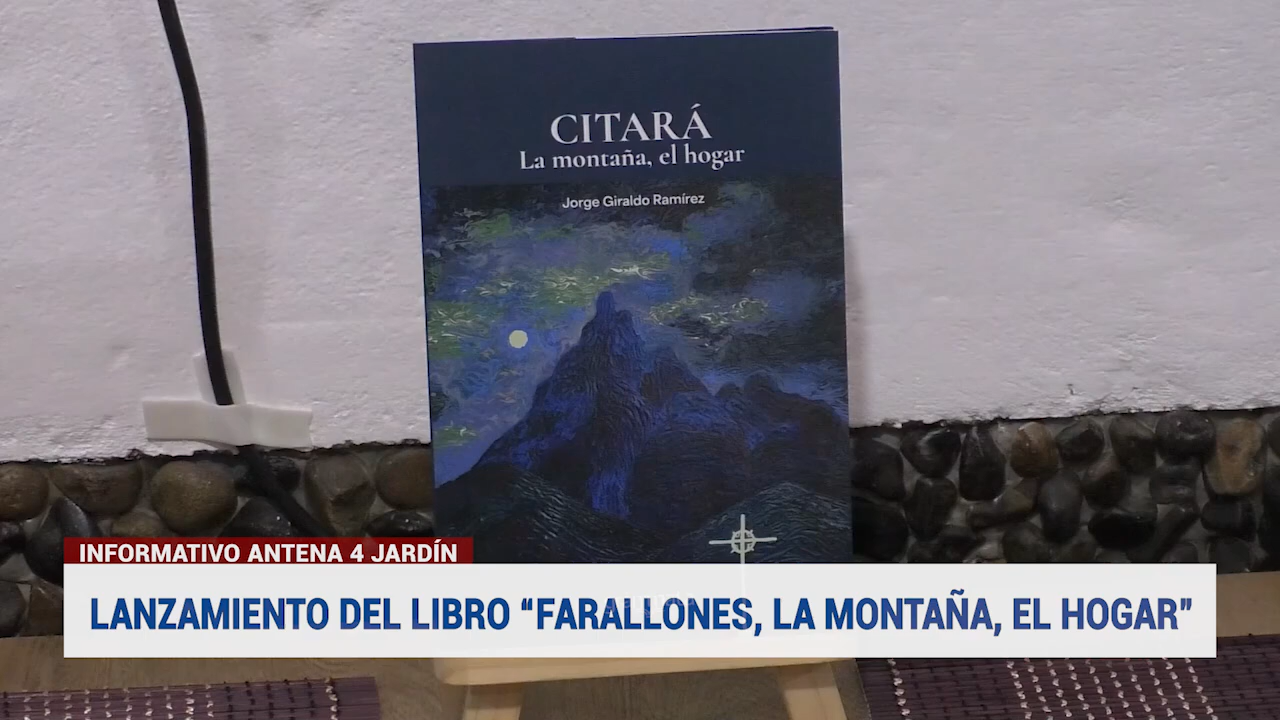 CITARÁ
La montaña, el hogar
Jorge Giraldo Ramírez
INFORMATIVO ANTENA 4 JARDÍN
LANZAMIENTO DEL LIBRO “FARALLONES, LA MONTAÑA, EL HOGAR”